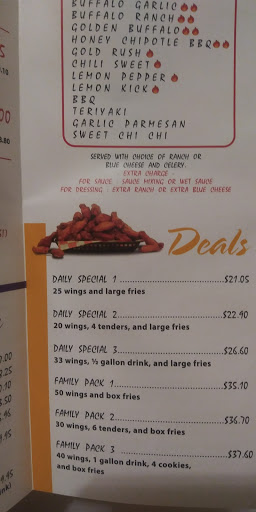 BUFFALO GARLIC
BUFFALO RANCH
GOLDEN BUFFALO
HONEY CHIPOTLE BBQ
GOLD RUSH
CHILI SWEET
LEMON PEPPER
LEMON KICK
BBQ
TERIYAKI
GARLIC PARMESAN
SWEET CHI CHI
SERVED WITH CHOICE OF RANCH OR
BLUE CHEESE AND CELERY.
- EXTRA CHARGE -
FOR SAUCE : SAUCE MIXING OR WET SAUCE
FOR DRESSING : EXTRA RANCH OR EXTRA BLUE CHEESE
Deals
DAILY SPECIAL 1 ...$21.05
25 wings and large fries
DAILY SPECIAL 2...$22.90
20 wings, 4 tenders, and large fries
DAILY SPECIAL 3...$26.60
33 wings, ½ gallon drink, and large fries
FAMILY PACK 1...$35.10
50 wings and box fries
FAMILY PACK 2 ...$36.70
30 wings, 6 tenders, and box fries
FAMILY PACK 3 ...$37.60
40 wings, 1 gallon drink, 4 cookies,
and box fries